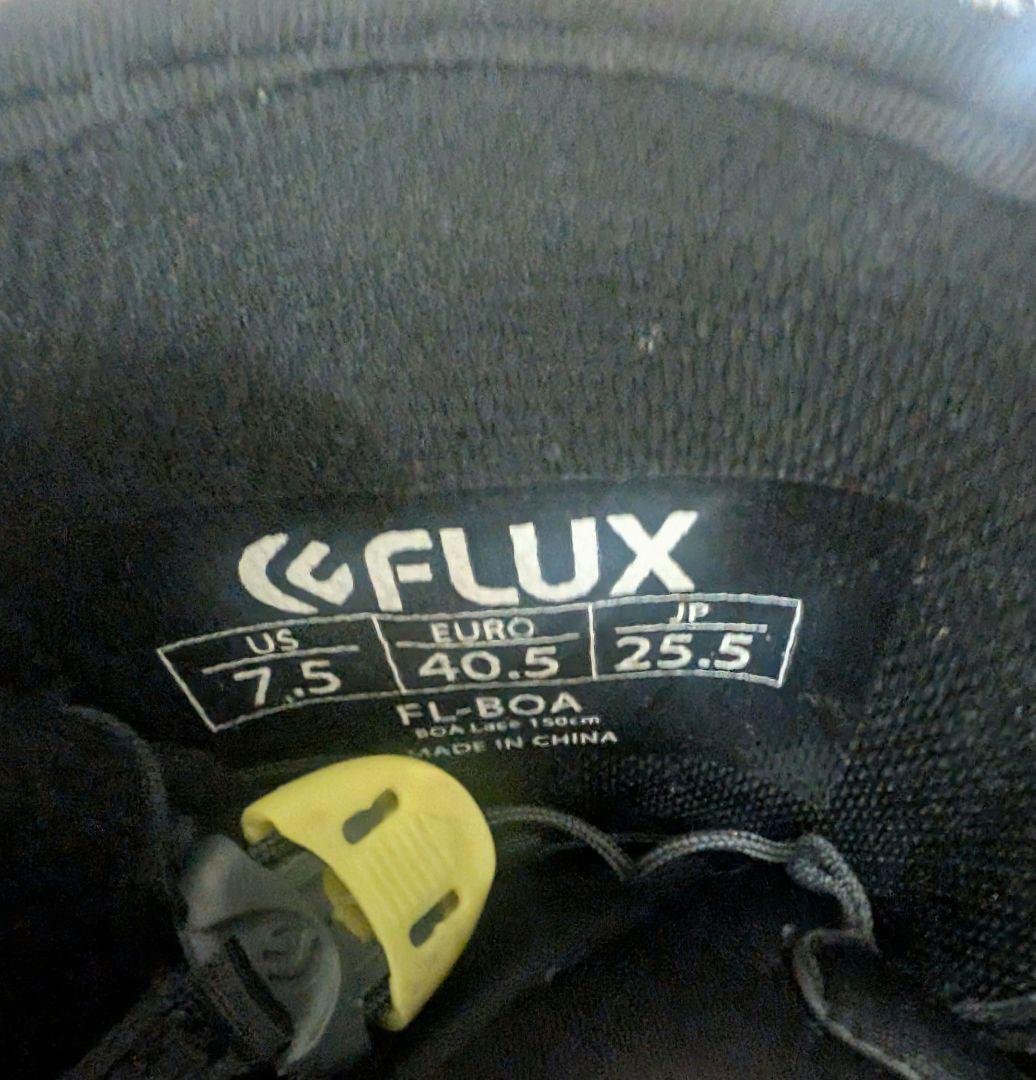 FLUX
US EURO JP
7.5 40.5 25.5
FL-BOA
BOA Lace 150cm
MADE IN CHINA